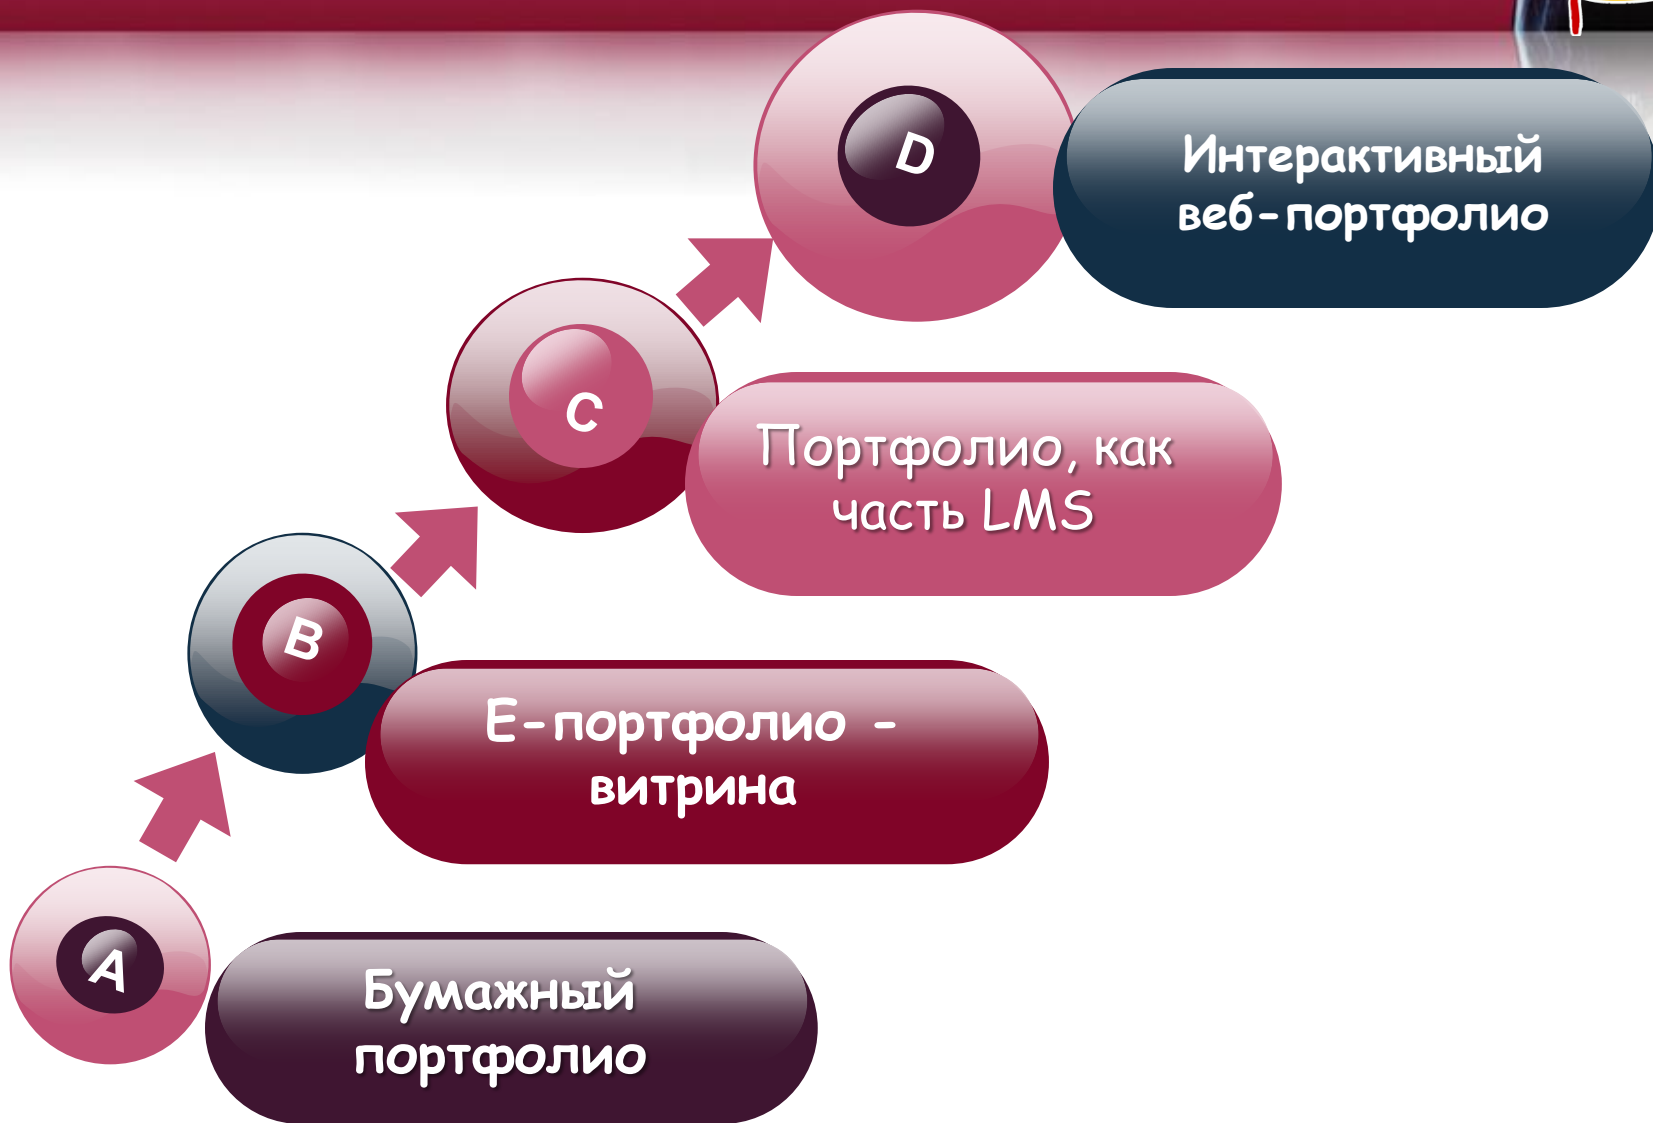 D
Интерактивный
веб-портфолио
C
Портфолио, как
часть LMS
B
Е-портфолио -
витрина
A
Бумажный
портфолио